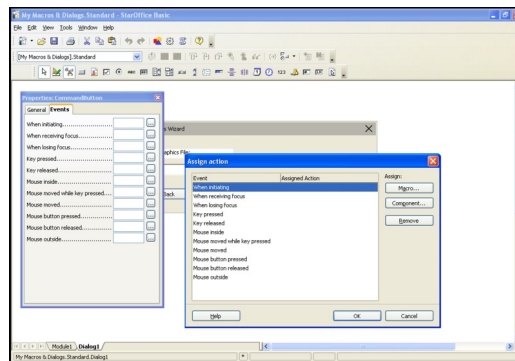 My Macros & Dialogs.Standard - StarOffice Basic
File Edit View Tools Window Help
[My Macros & Dialogs].Standard
Properties: CommandButton
General Events
When initiating
When receiving focus
When losing focus
Key pressed
Key released
Mouse inside
Mouse moved while key pressed
Mouse moved
Mouse button pressed
Mouse button released
Mouse outside
Wizard
aphics File:
Back
Assign action
Event Assigned Action Assign:
When initiating
When receiving focus
When losing focus
Key pressed
Key released
Mouse inside
Mouse moved while key pressed
Mouse moved
Mouse button pressed
Mouse button released
Mouse outside
Macro...
Component...
Remove
Help OK Cancel
Module1 Dialog1
My Macros & Dialogs.Standard.Dialog1